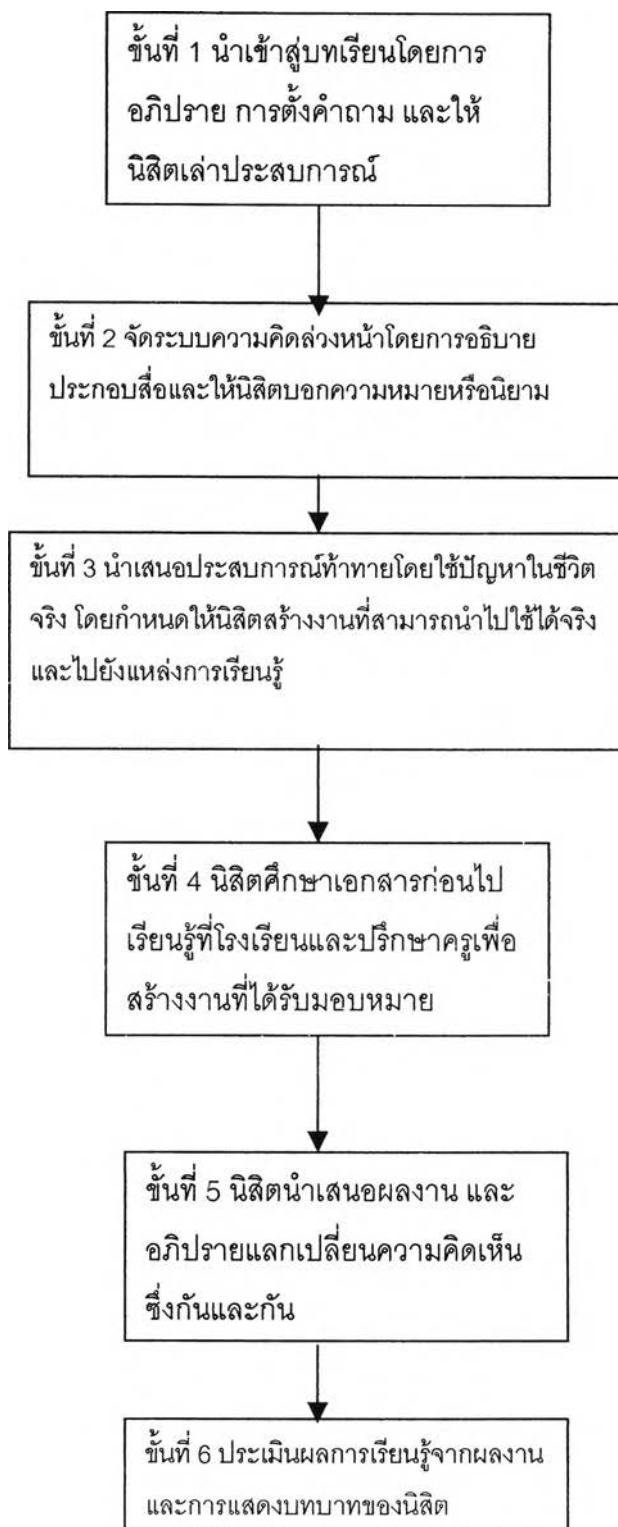 ขั้นที่ 1 นำเข้าสู่บทเรียนโดยการ
อภิปราย การตั้งคำถาม และให้
นิสิตเล่าประสบการณ์
ขั้นที่ 2 จัดระบบความคิดล่วงหน้าโดยการอธิบาย
ประกอบสื่อและให้นิสิตบอกความหมายหรือนิยาม
ขั้นที่ 3 นำเสนอประสบการณ์ท้าทายโดยใช้ปัญหาในชีวิต
จริง โดยกำหนดให้นิสิตสร้างงานที่สามารถนำไปใช้ได้จริง
และไปยังแหล่งการเรียนรู้
ขั้นที่ 4 นิสิตศึกษาเอกสารก่อนไป
เรียนรู้ที่โรงเรียนและปรึกษาครูเพื่อ
สร้างงานที่ได้รับมอบหมาย
ขั้นที่ 5 นิสิตนำเสนอผลงาน และ
อภิปรายแลกเปลี่ยนความคิดเห็น
ซึ่งกันและกัน
ขั้นที่ 6 ประเมินผลการเรียนรู้จากผลงาน
และการแสดงบทบาทของนิสิต